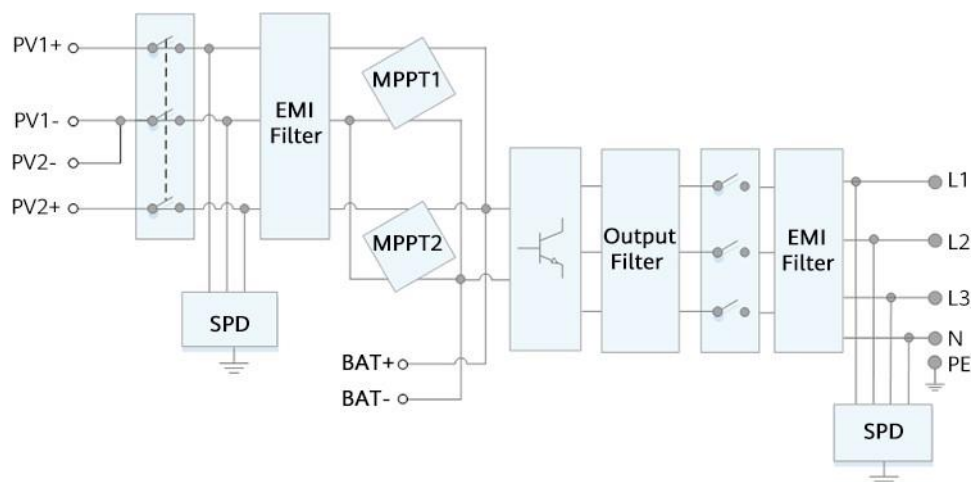 PV1+
PV1-
PV2-
PV2+
EMI
Filter
MPPT1
MPPT2
SPD
BAT+
BAT-
Output
Filter
EMI
Filter
L1
L2
L3
N
PE
SPD